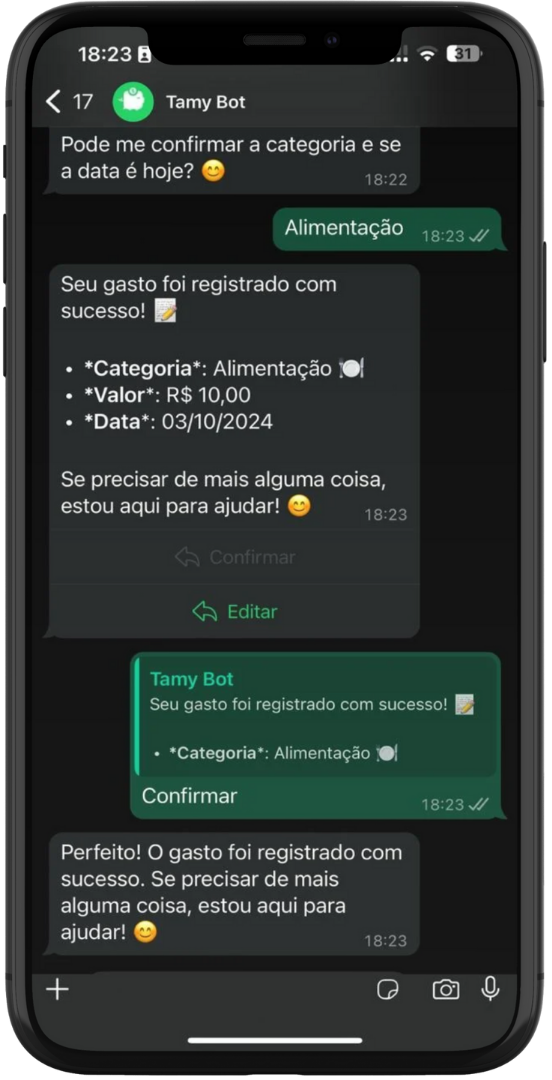 18:23
31
17 Tamy Bot
Pode me confirmar a categoria e se
a data é hoje? 😊
18:22
Alimentação 18:23
Seu gasto foi registrado com
sucesso! 📝
• *Categoria*: Alimentação 🍽️
• *Valor*: R$ 10,00
• *Data*: 03/10/2024
Se precisar de mais alguma coisa,
estou aqui para ajudar! 😊
18:23
Confirmar
Editar
Tamy Bot
Seu gasto foi registrado com sucesso! 📝
• *Categoria*: Alimentação 🍽️
Confirmar
18:23
Perfeito! O gasto foi registrado com
sucesso. Se precisar de mais
alguma coisa, estou aqui para
ajudar! 😊
18:23